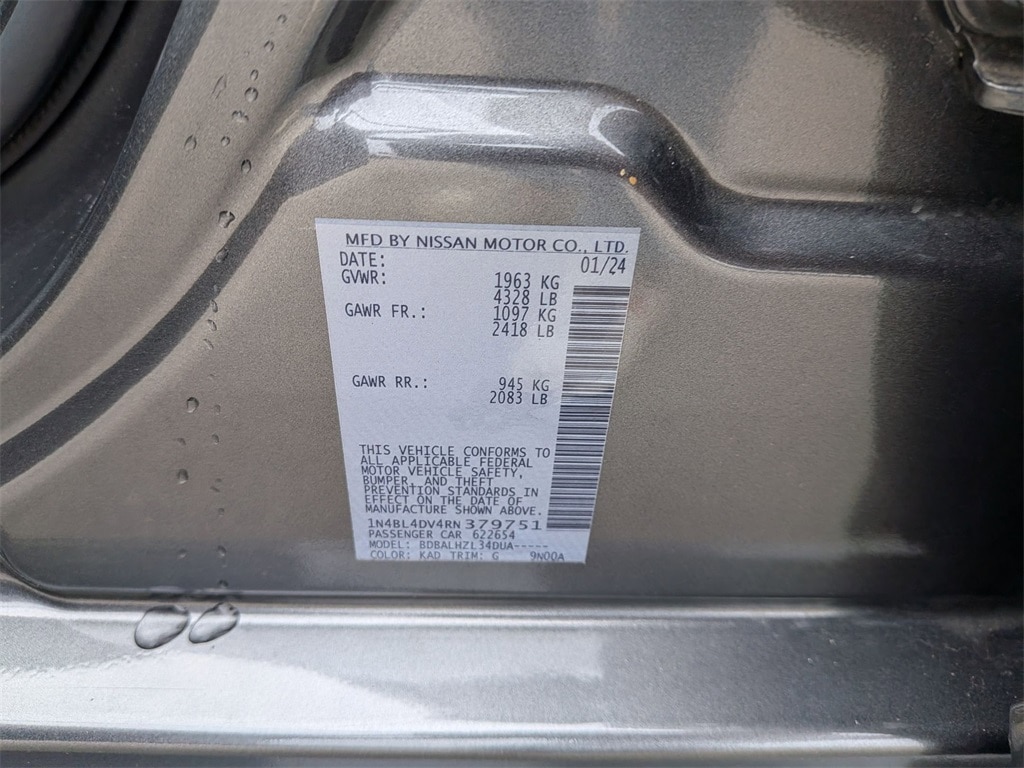 MFD BY NISSAN MOTOR CO., LTD.
DATE: 01/24
GVWR: 1963 KG
4328 LB
GAWR FR.: 1097 KG
2418 LB
GAWR RR.: 945 KG
2083 LB
THIS VEHICLE CONFORMS TO
ALL APPLICABLE FEDERAL
MOTOR VEHICLE SAFETY,
BUMPER, AND THEFT
PREVENTION STANDARDS IN
EFFECT ON THE DATE OF
MANUFACTURE SHOWN ABOVE.
1N4BL4DV4RN379751
PASSENGER CAR 622654
MODEL: BDBALHZL34DUA-----
COLOR: KAD TRIM: G 9N00A